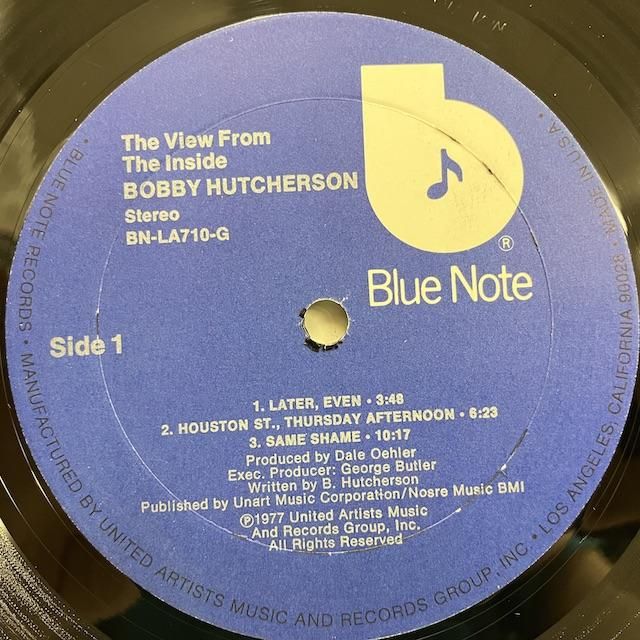 The View From
The Inside
BOBBY HUTCHERSON
Stereo
BN-LA710-G
®
Blue Note
Side 1
1. LATER, EVEN • 3:48
2. HOUSTON ST., THURSDAY AFTERNOON • 6:23
3. SAME SHAME • 10:17
Produced by Dale Oehler
Exec. Producer: George Butler
Written by B. Hutcherson
Published by Unart Music Corporation/Nosre Music BMI
℗1977 United Artists Music
And Records Group, Inc.
All Rights Reserved
• BLUE NOTE RECORDS • MANUFACTURED BY UNITED ARTISTS MUSIC AND RECORDS GROUP, INC • LOS ANGELES, CALIFORNIA 90028 • MADE IN U.S.A. •